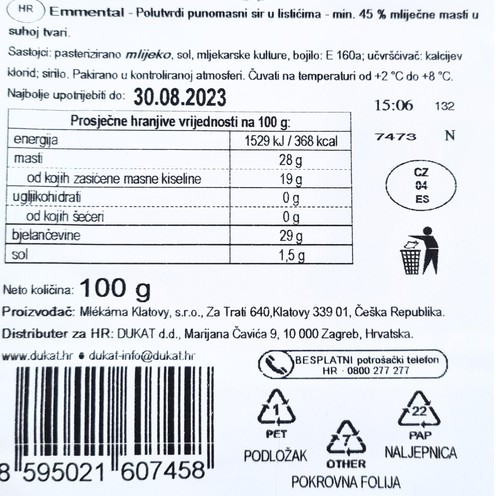 HR Emmental - Polutvrdi punomasni sir u listićima - min. 45 % mliječne masti u
suhoj tvari.
Sastojci: pasterizirano mlijeko, sol, mljekarske kulture, bojilo: E 160a; učvršćivač: kalcijev
klorid; sirilo. Pakirano u kontroliranoj atmosferi. Čuvati na temperaturi od +2 °C do +8 °C.
Najbolje upotrijebiti do: 30.08.2023
15:06 132
Prosječne hranjive vrijednosti na 100 g:
7473 N
energija 1529 kJ / 368 kcal
masti 28 g
od kojih zasićene masne kiseline 19 g
ugljikohidrati 0 g
od kojih šećeri 0 g
bjelančevine 29 g
sol 1,5 g
CZ
04
ES
Neto količina: 100 g
Proizvođač: Mlékárna Klatovy, s.r.o., Za Tratí 640,Klatovy 339 01, Češka Republika.
Distributer za HR: DUKAT d.d., Marijana Čavića 9, 10 000 Zagreb, Hrvatska.
www.dukat.hr ● dukat-info@dukat.hr
BESPLATNI potrošački telefon
HR - 0800 277 277
8 595021 607458
1
PET
PODLOŽAK
7
OTHER
POKROVNA FOLIJA
22
PAP
NALJEPNICA